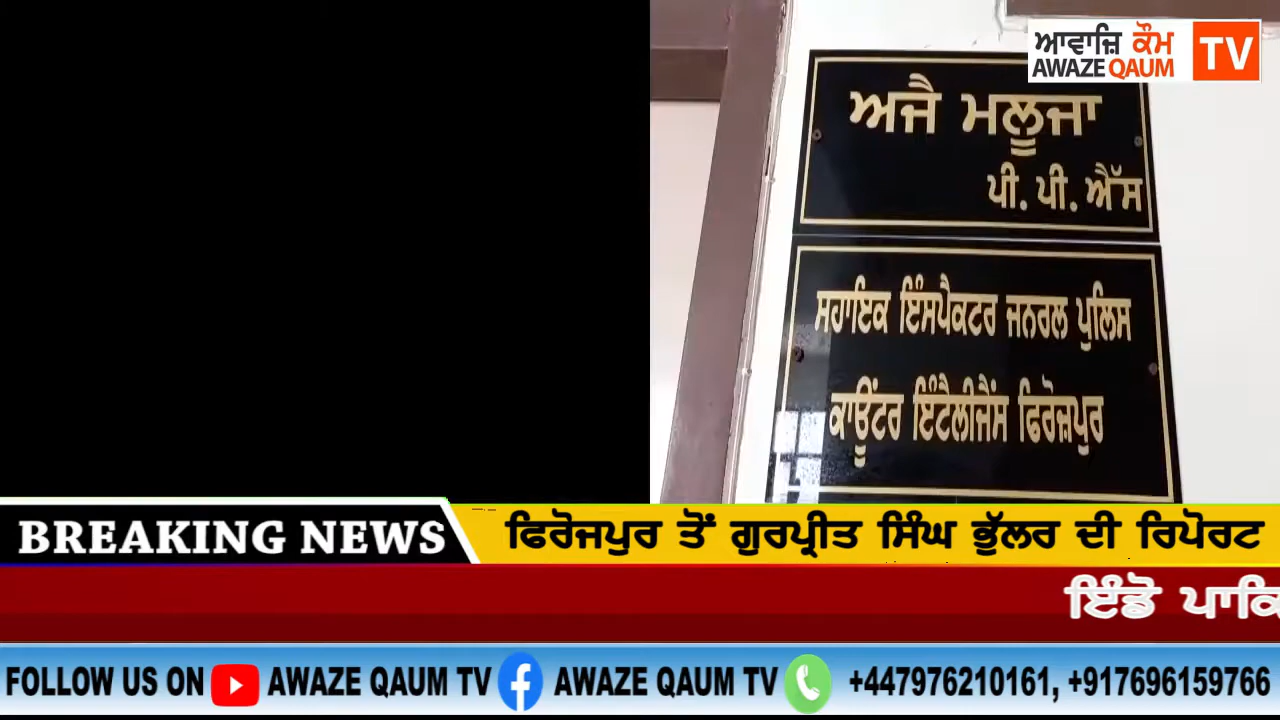 ਆਵਾਜ਼ਿ ਕੌਮ
AWAZE QAUM
TV
ਅਜੈ ਮਲੂਜਾ
ਪੀ. ਪੀ. ਐੱਸ
ਸਹਾਇਕ ਇੰਸਪੈਕਟਰ ਜਨਰਲ ਪੁਲਿਸ
ਕਾਊਂਟਰ ਇੰਟੈਲੀਜੈਂਸ ਫਿਰੋਜ਼ਪੁਰ
BREAKING NEWS
ਫਿਰੋਜਪੁਰ ਤੋਂ ਗੁਰਪ੍ਰੀਤ ਸਿੰਘ ਭੁੱਲਰ ਦੀ ਰਿਪੋਰਟ
ਇੰਡੋ ਪਾਕਿ
FOLLOW US ON AWAZE QAUM TV AWAZE QAUM TV +447976210161, +917696159766